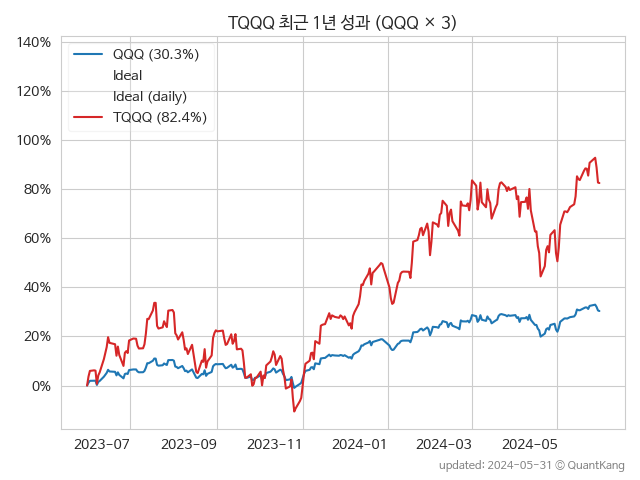 TQQQ 최근 1년 성과 (QQQ × 3)
140%
120%
100%
80%
60%
40%
20%
0%
QQQ (30.3%)
Ideal
Ideal (daily)
TQQQ (82.4%)
2023-07
2023-09
2023-11
2024-01
2024-03
2024-05
updated: 2024-05-31 © QuantKang